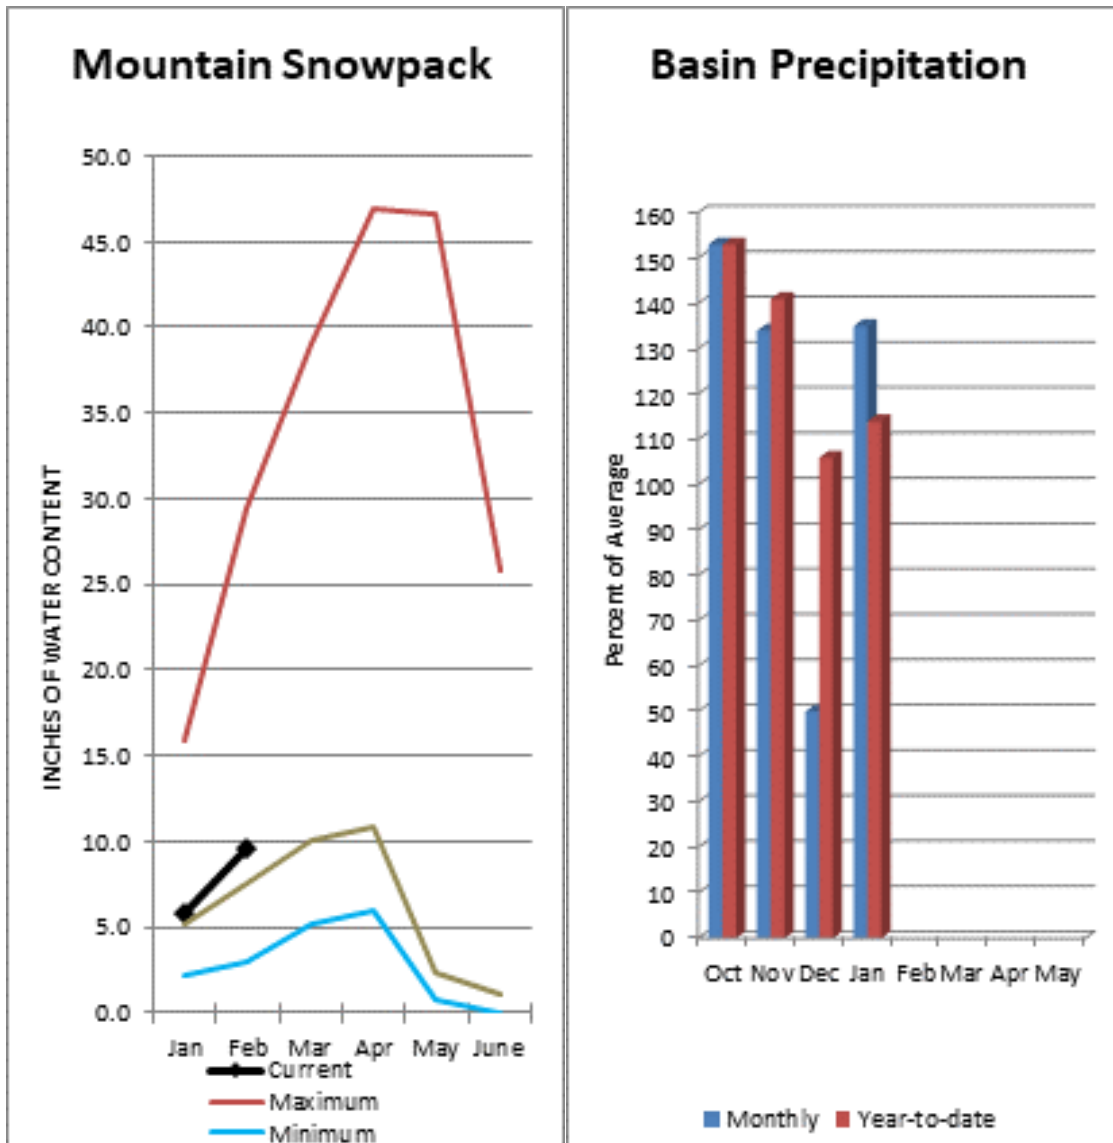 Mountain Snowpack
50.0
45.0
40.0
35.0
30.0
25.0
20.0
15.0
10.0
5.0
0.0
INCHES OF WATER CONTENT
Jan Feb Mar Apr May June
Current
Maximum
Minimum
Basin Precipitation
160
150
140
130
120
110
100
90
80
70
60
50
40
30
20
10
0
Percent of Average
Oct Nov Dec Jan Feb Mar Apr May
Monthly Year-to-date